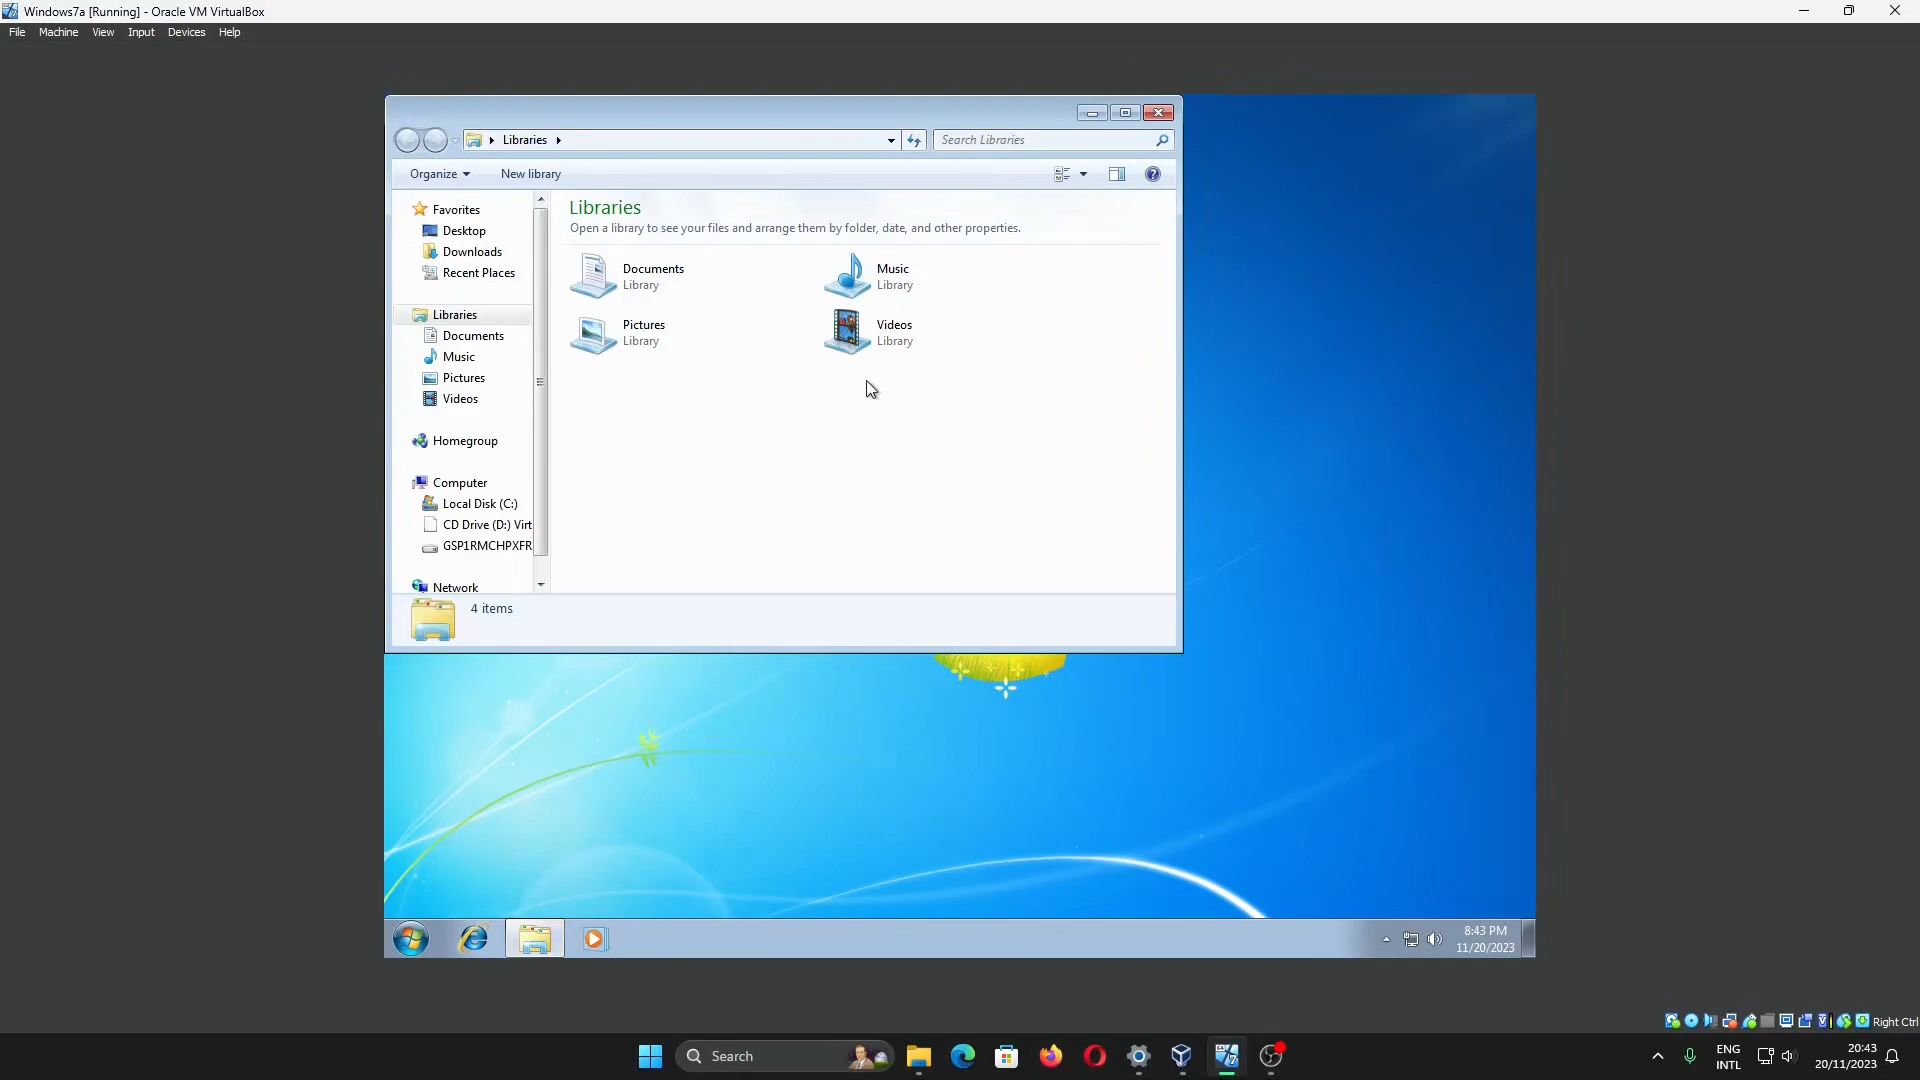 Windows7a [Running] - Oracle VM VirtualBox
File Machine View Input Devices Help
Libraries
Search Libraries
Organize
New library
Favorites
Desktop
Downloads
Recent Places
Libraries
Documents
Music
Pictures
Videos
Homegroup
Computer
Local Disk (C:)
CD Drive (D:) Virt
GSP1RMCHPXFR
Network
Libraries
Open a library to see your files and arrange them by folder, date, and other properties.
Documents
Library
Music
Library
Pictures
Library
Videos
Library
4 items
8:43 PM
11/20/2023
Right Ctrl
Search
ENG
INTL
20:43
20/11/2023